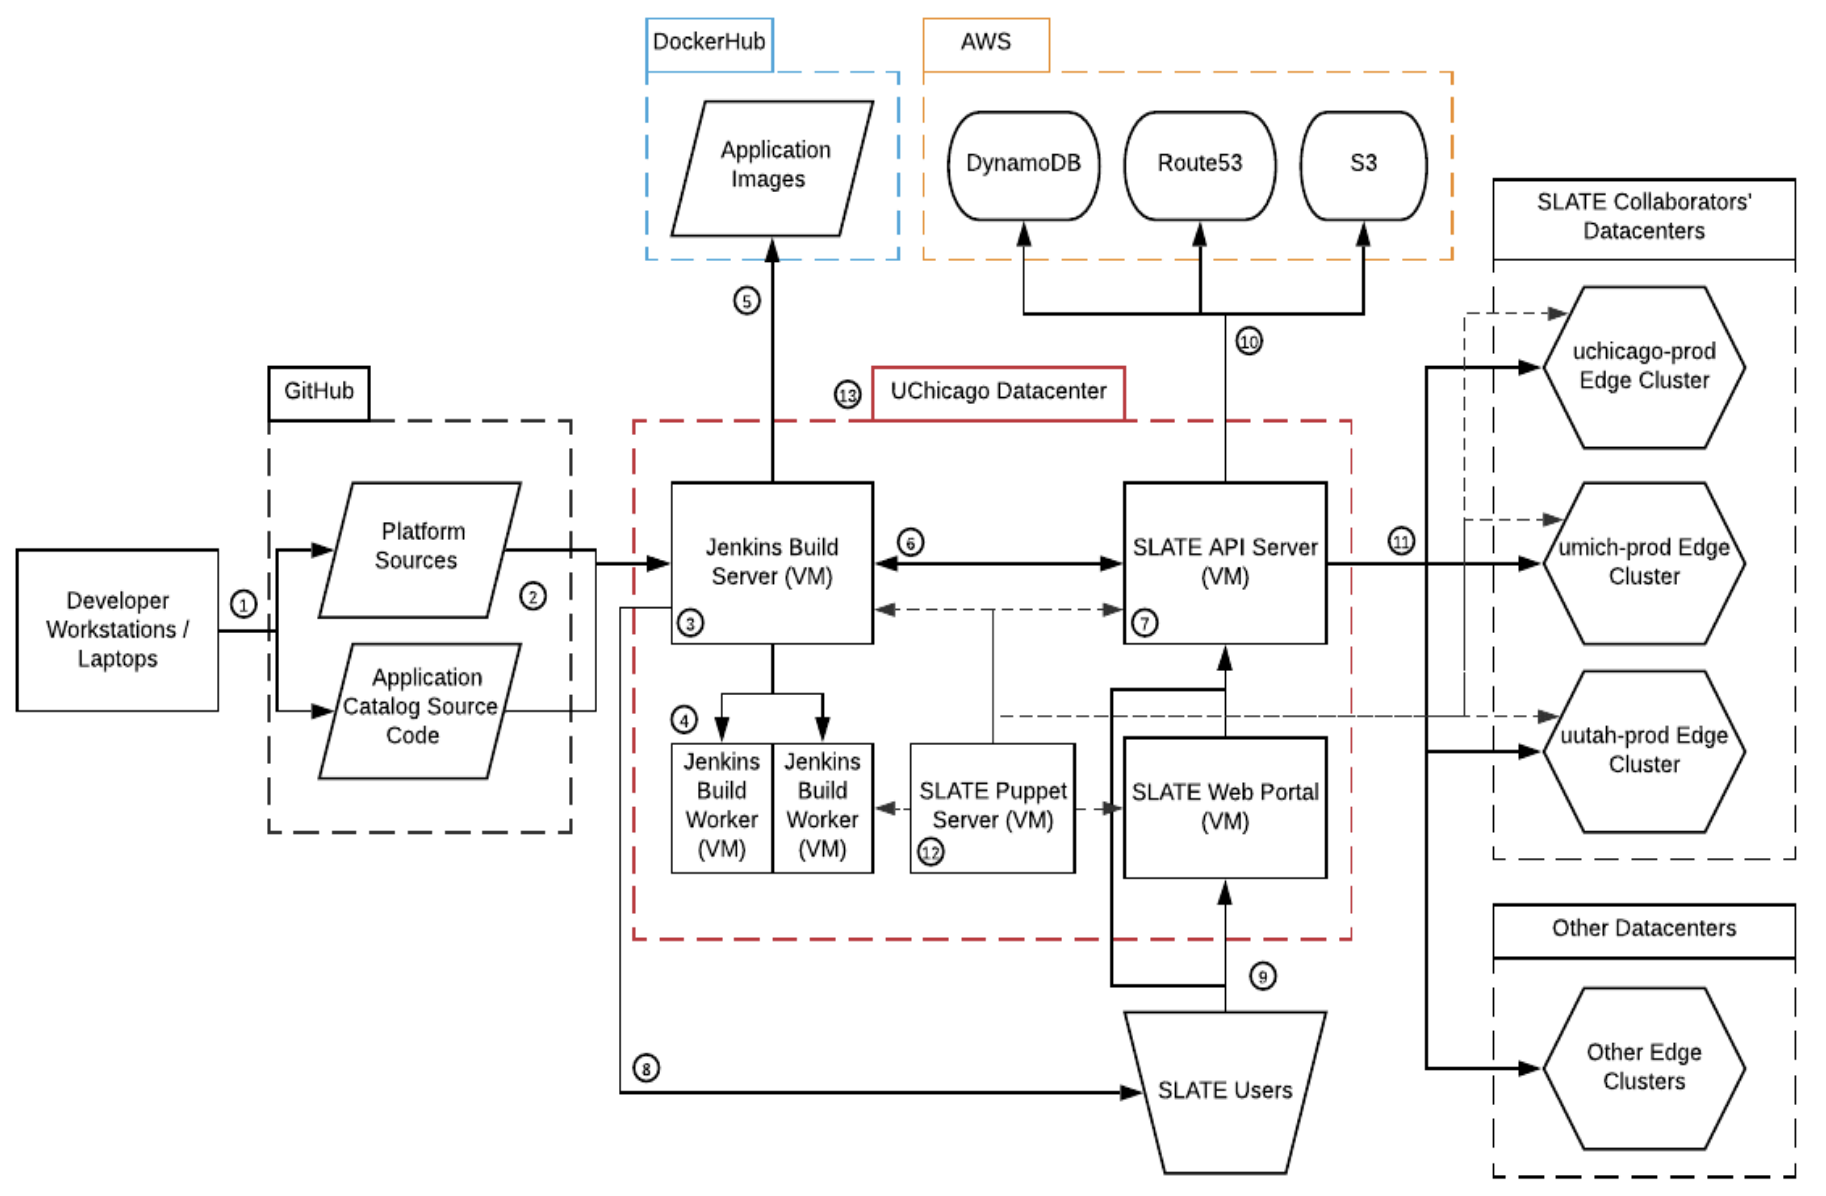 DockerHub
AWS
Application
Images
DynamoDB
Route53
S3
SLATE Collaborators'
Datacenters
5
10
uchicago-prod
Edge Cluster
GitHub
13
UChicago Datacenter
Platform
Sources
Jenkins Build
Server (VM)
3
6
SLATE API Server
(VM)
7
11
umich-prod Edge
Cluster
Developer
Workstations /
Laptops
1
2
Application
Catalog Source
Code
4
Jenkins
Build
Worker
(VM)
Jenkins
Build
Worker
(VM)
SLATE Puppet
Server (VM)
12
SLATE Web Portal
(VM)
uutah-prod Edge
Cluster
Other Datacenters
9
8
SLATE Users
Other Edge
Clusters